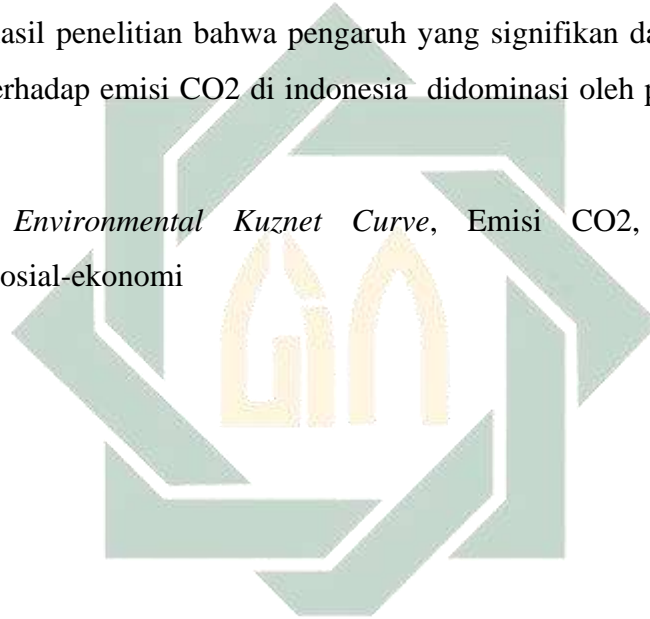 asil penelitian bahwa pengaruh yang signifikan da
erhadap emisi CO2 di indonesia didominasi oleh p
Environmental Kuznet Curve, Emisi CO2,
osial-ekonomi